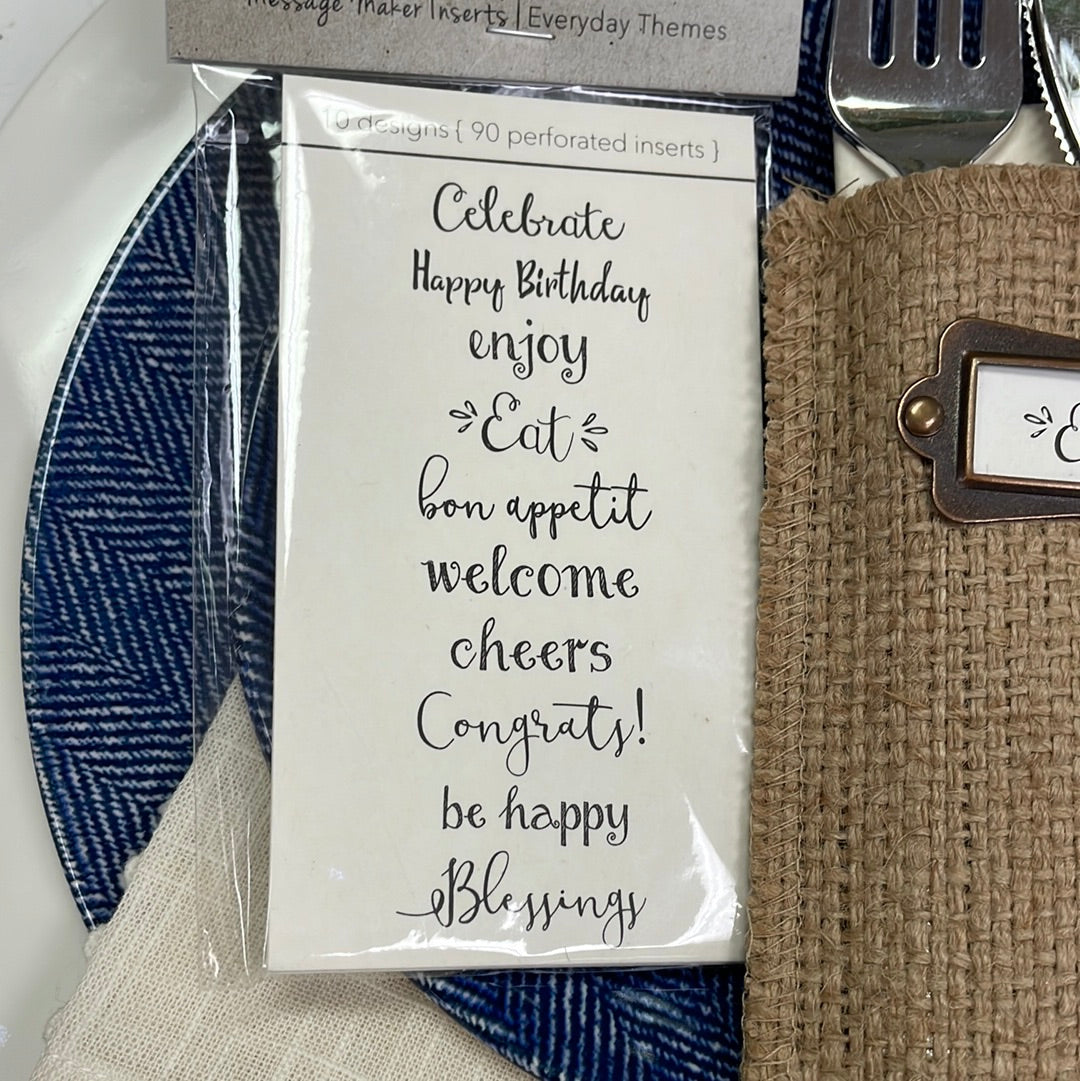 Message Maker Inserts | Everyday Themes
10 designs { 90 perforated inserts }
Celebrate
Happy Birthday
enjoy
Eat
bon appetit
welcome
cheers
Congrats!
be happy
Blessings